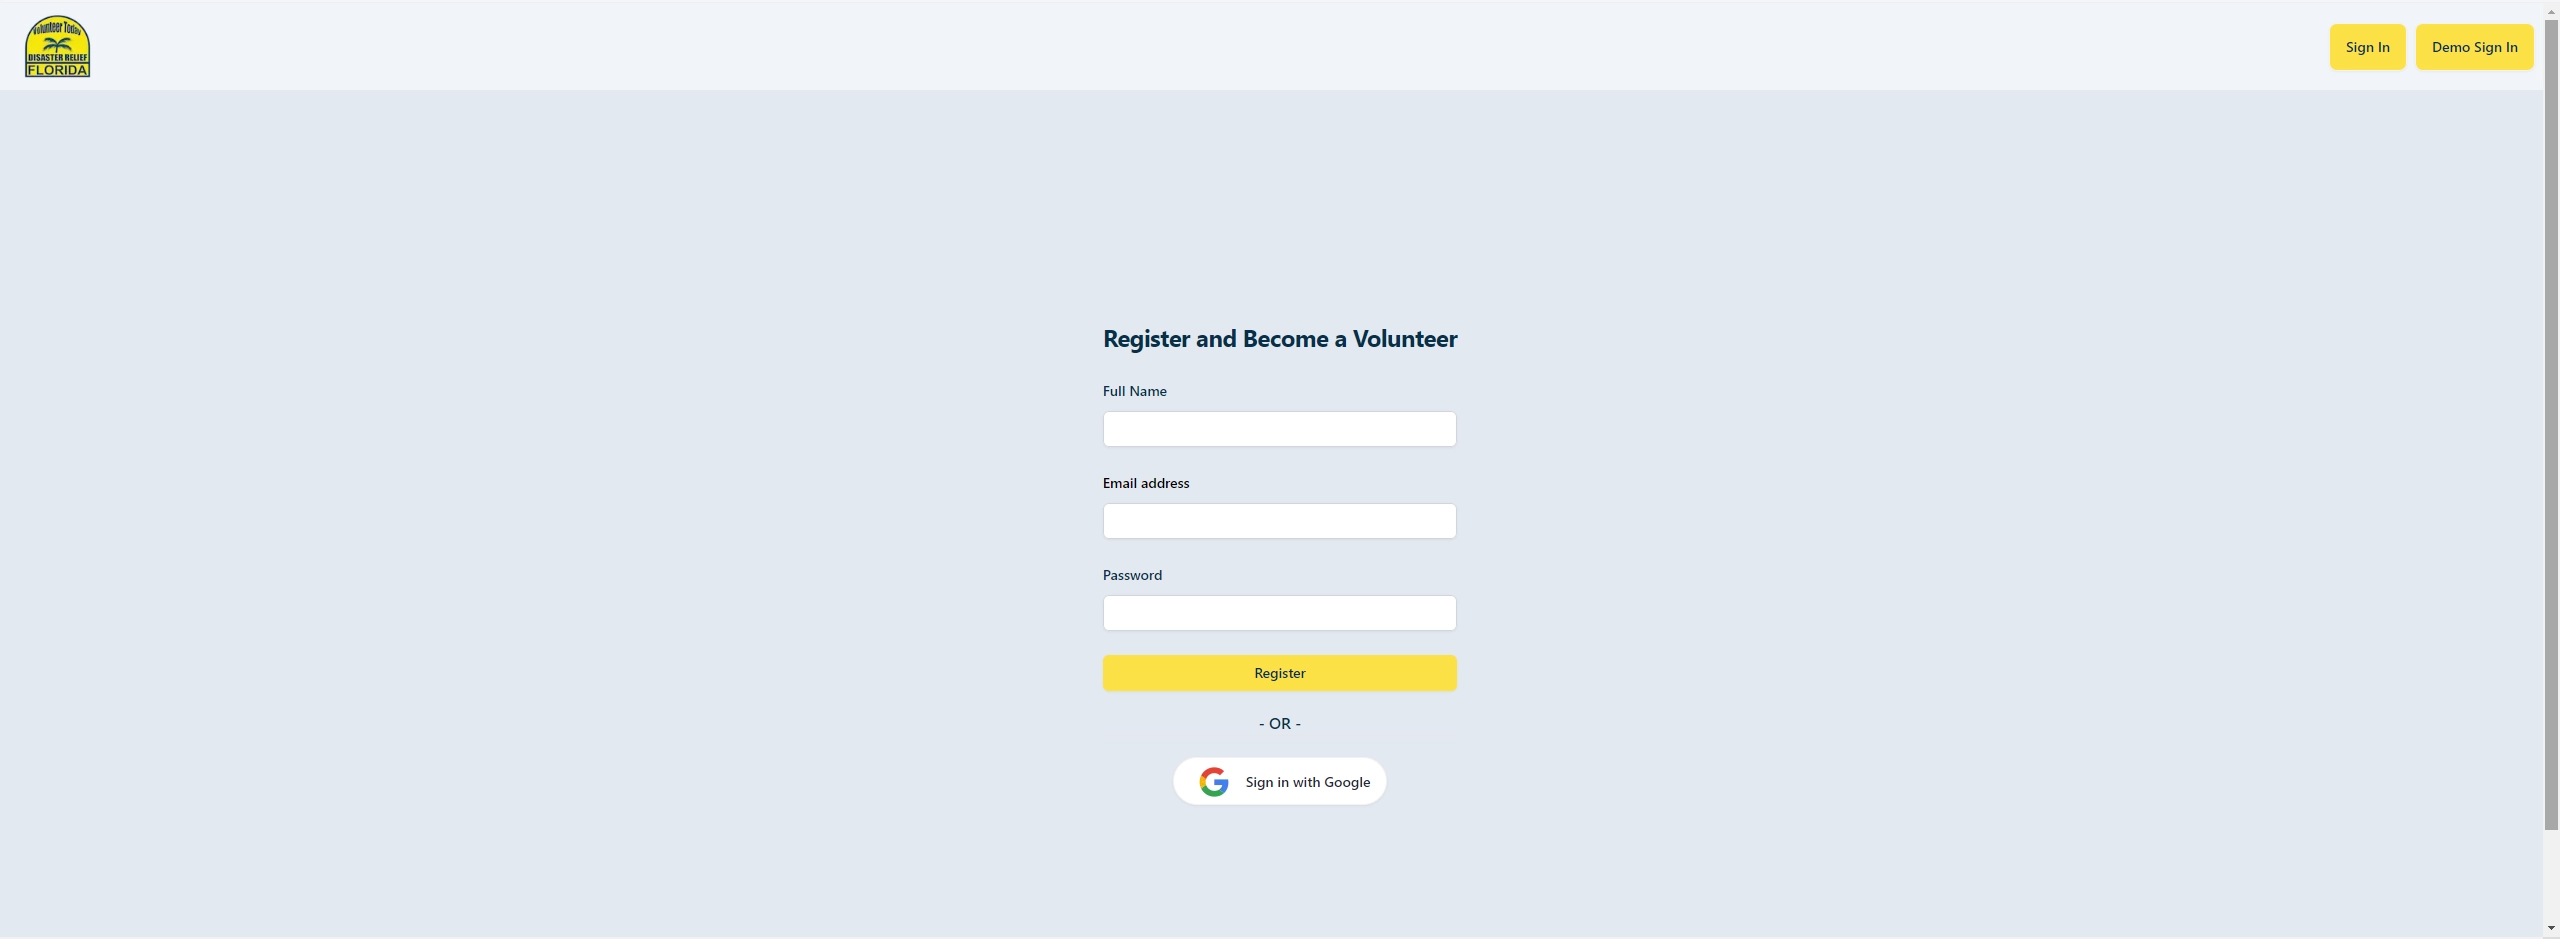 Volunteer Today
DISASTER RELIEF
FLORIDA
Sign In
Demo Sign In
Register and Become a Volunteer
Full Name
Email address
Password
Register
- OR -
Sign in with Google